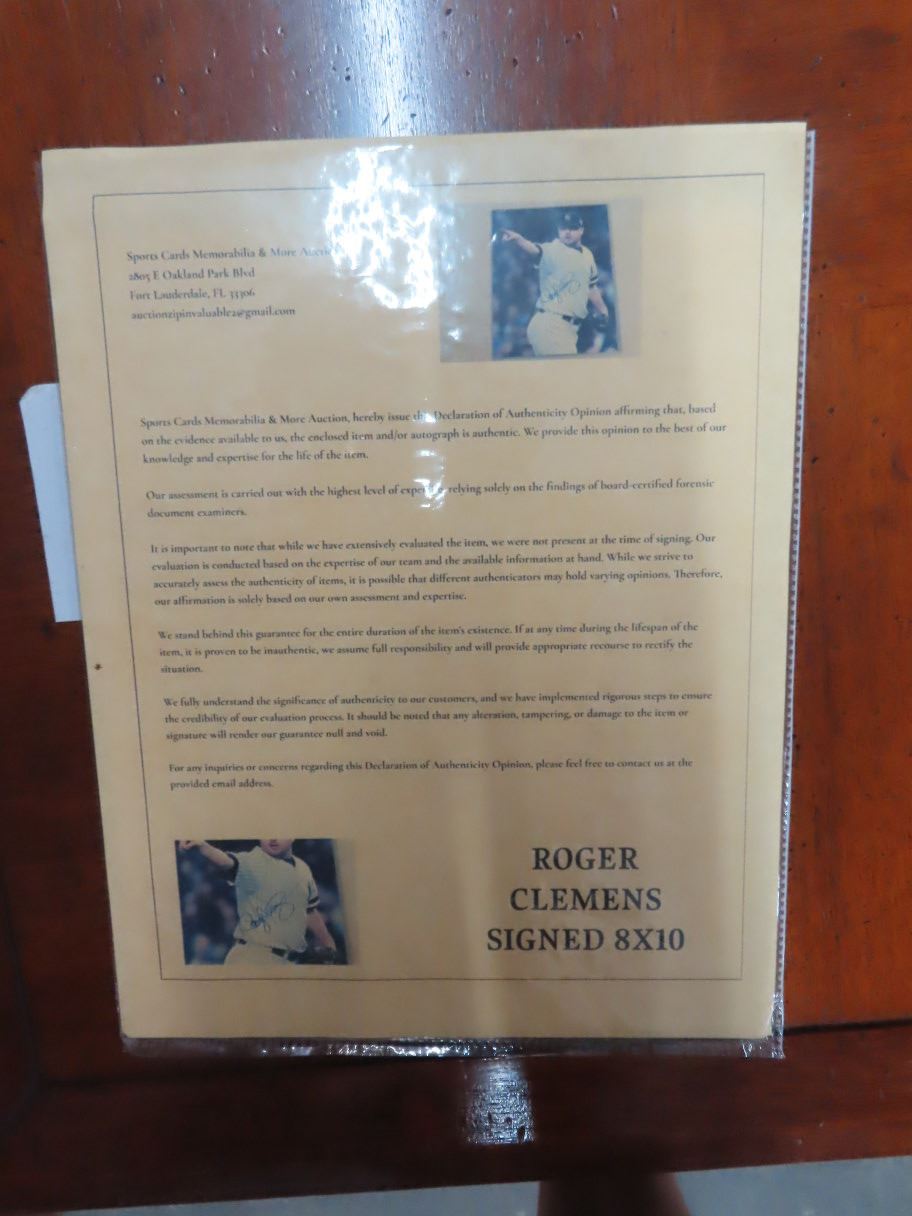 Sports Cards Memorabilia & More Auction
2805 E Oakland Park Blvd
Fort Lauderdale, FL 33306
auctionzipinvaluable2@gmail.com
Sports Cards Memorabilia & More Auction, hereby issue this Declaration of Authenticity Opinion affirming that, based
on the evidence available to us, the enclosed item and/or autograph is authentic. We provide this opinion to the best of our
knowledge and expertise for the life of the item.
Our assessment is carried out with the highest level of expertise, relying solely on the findings of board-certified forensic
document examiners.
It is important to note that while we have extensively evaluated the item, we were not present at the time of signing. Our
evaluation is conducted based on the expertise of our team and the available information at hand. While we strive to
accurately assess the authenticity of items, it is possible that different authenticators may hold varying opinions. Therefore,
our affirmation is solely based on our own assessment and expertise.
We stand behind this guarantee for the entire duration of the item's existence. If at any time during the lifespan of the
item, it is proven to be inauthentic, we assume full responsibility and will provide appropriate recourse to rectify the
situation.
We fully understand the significance of authenticity to our customers, and we have implemented rigorous steps to ensure
the credibility of our evaluation process. It should be noted that any alteration, tampering, or damage to the item or
signature will render our guarantee null and void.
For any inquiries or concerns regarding this Declaration of Authenticity Opinion, please feel free to contact us at the
provided email address.
ROGER
CLEMENS
SIGNED 8X10